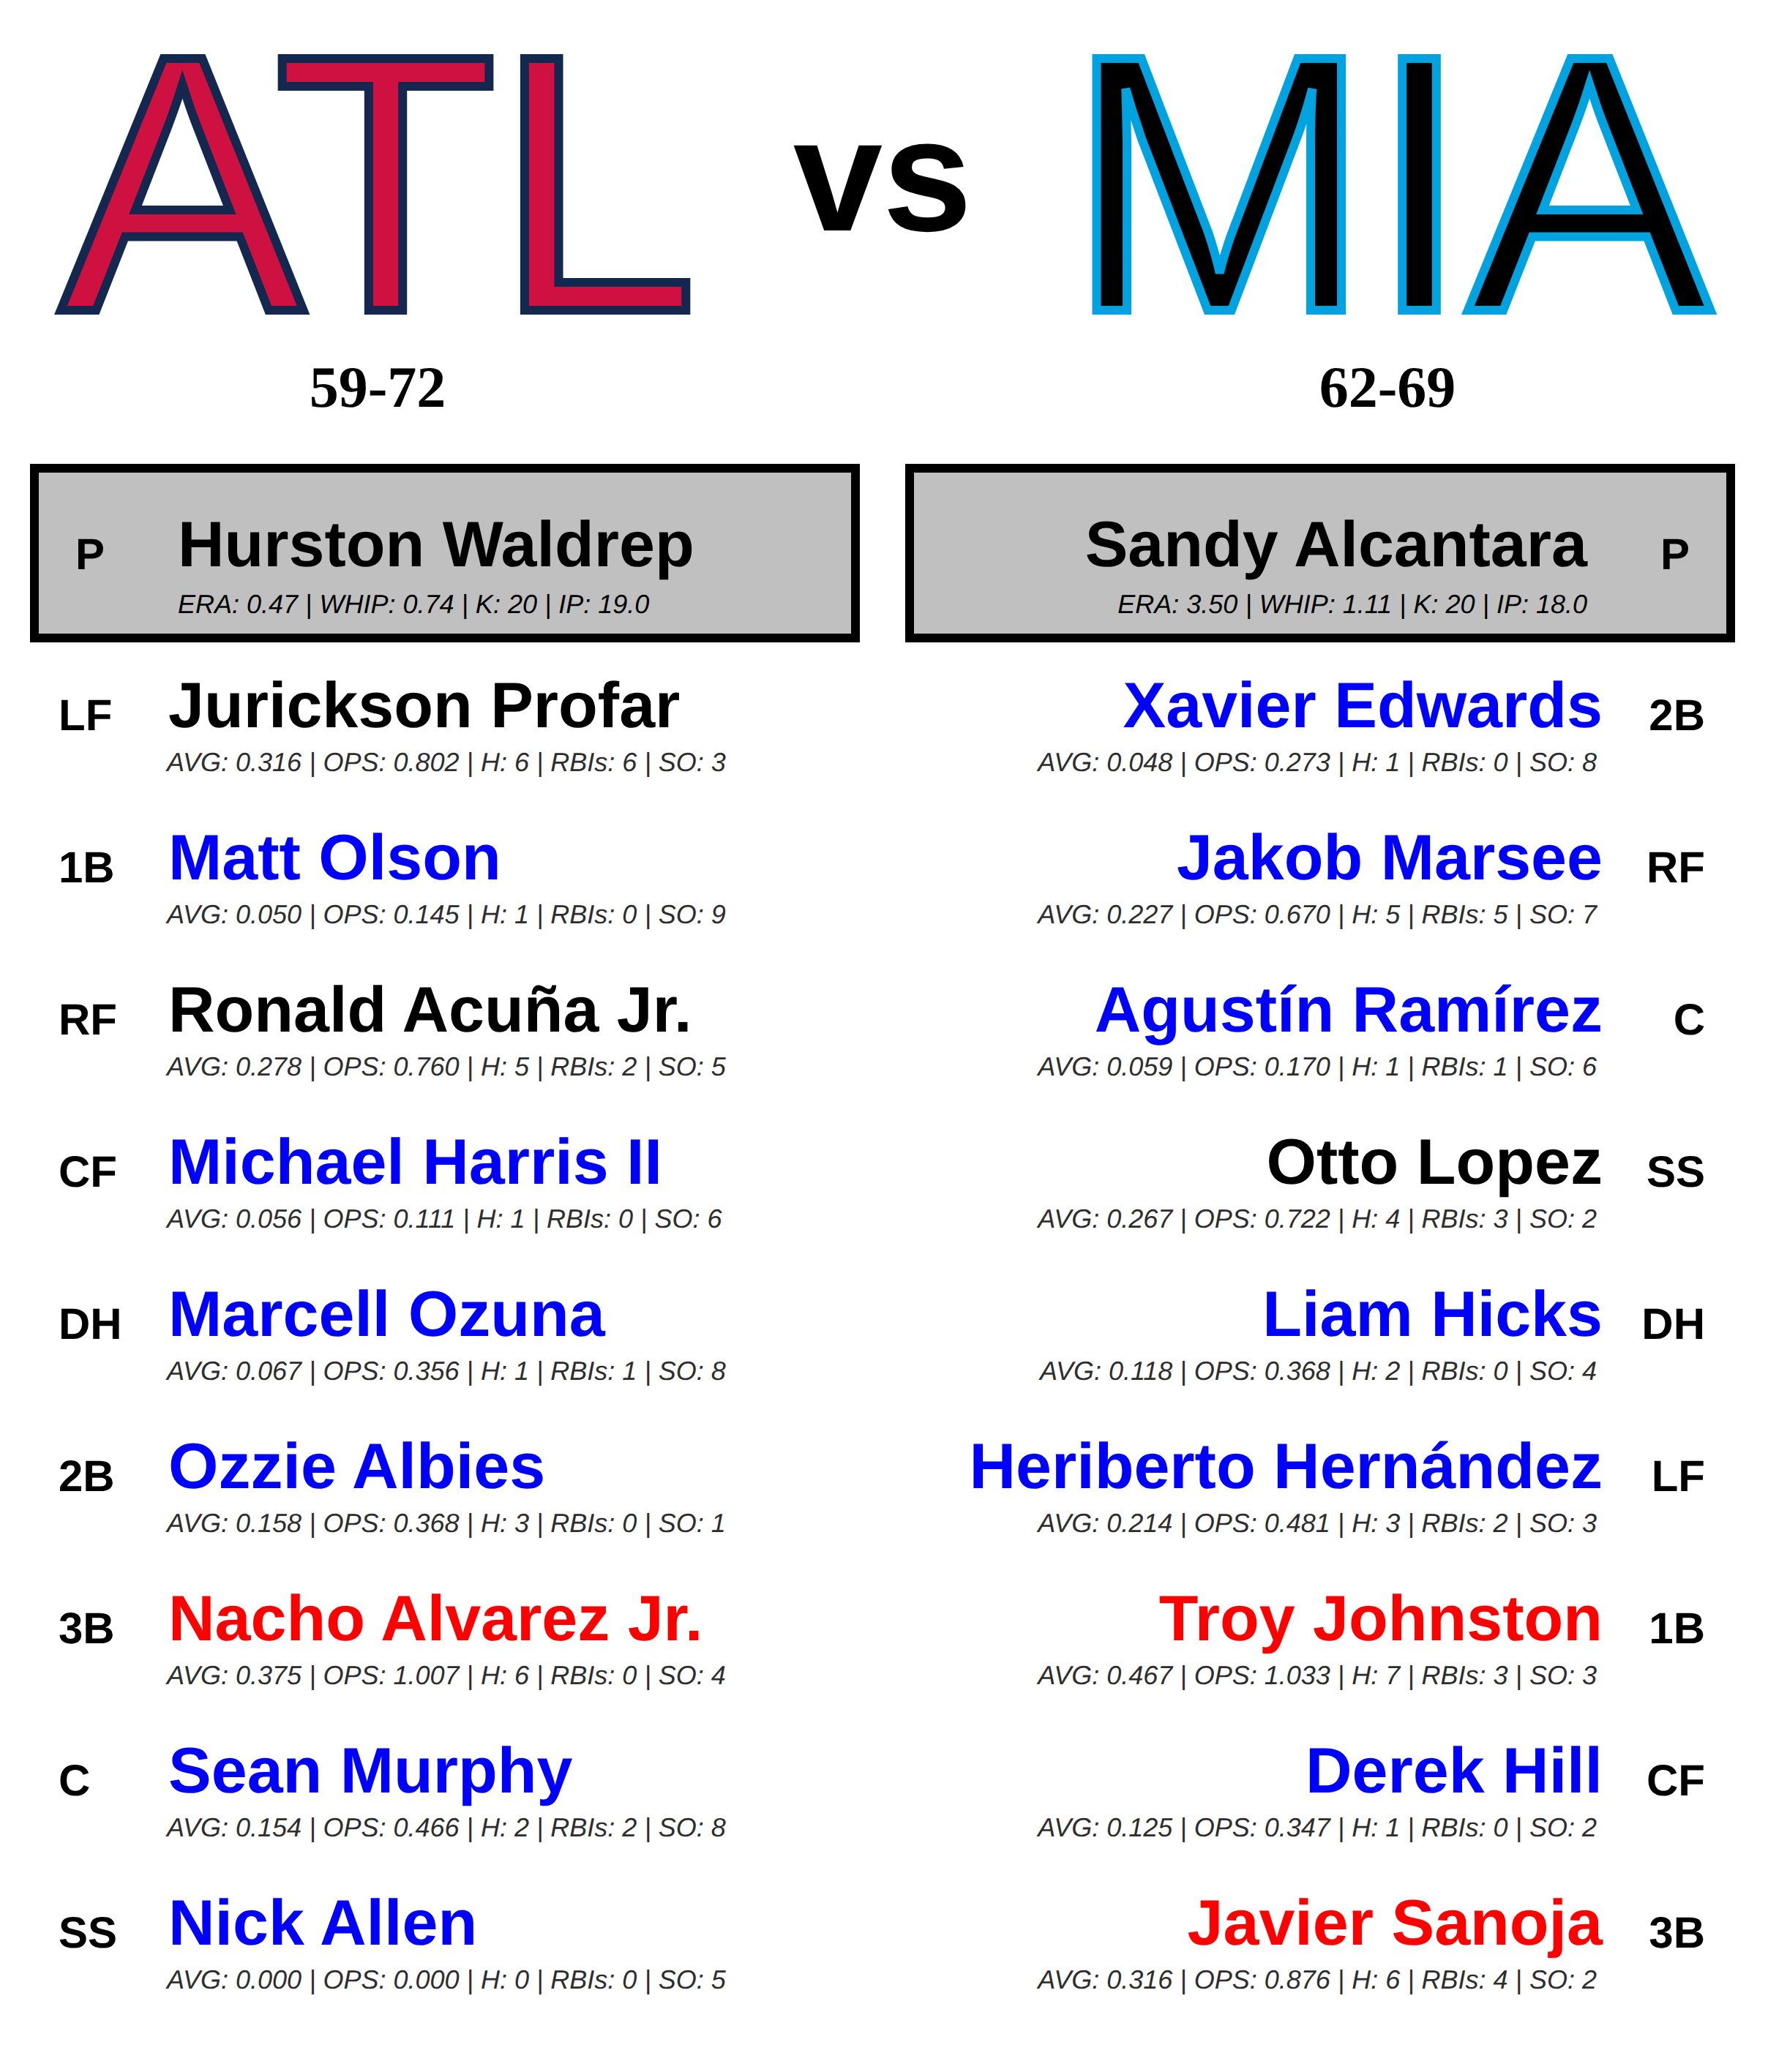 ATL vs MIA
59-72 62-69
P Hurston Waldrep
ERA: 0.47 | WHIP: 0.74 | K: 20 | IP: 19.0
Sandy Alcantara P
ERA: 3.50 | WHIP: 1.11 | K: 20 | IP: 18.0
LF Jurickson Profar
AVG: 0.316 | OPS: 0.802 | H: 6 | RBIs: 6 | SO: 3
1B Matt Olson
AVG: 0.050 | OPS: 0.145 | H: 1 | RBIs: 0 | SO: 9
RF Ronald Acuña Jr.
AVG: 0.278 | OPS: 0.760 | H: 5 | RBIs: 2 | SO: 5
CF Michael Harris II
AVG: 0.056 | OPS: 0.111 | H: 1 | RBIs: 0 | SO: 6
DH Marcell Ozuna
AVG: 0.067 | OPS: 0.356 | H: 1 | RBIs: 1 | SO: 8
2B Ozzie Albies
AVG: 0.158 | OPS: 0.368 | H: 3 | RBIs: 0 | SO: 1
3B Nacho Alvarez Jr.
AVG: 0.375 | OPS: 1.007 | H: 6 | RBIs: 0 | SO: 4
C Sean Murphy
AVG: 0.154 | OPS: 0.466 | H: 2 | RBIs: 2 | SO: 8
SS Nick Allen
AVG: 0.000 | OPS: 0.000 | H: 0 | RBIs: 0 | SO: 5
Xavier Edwards 2B
AVG: 0.048 | OPS: 0.273 | H: 1 | RBIs: 0 | SO: 8
Jakob Marsee RF
AVG: 0.227 | OPS: 0.670 | H: 5 | RBIs: 5 | SO: 7
Agustín Ramírez C
AVG: 0.059 | OPS: 0.170 | H: 1 | RBIs: 1 | SO: 6
Otto Lopez SS
AVG: 0.267 | OPS: 0.722 | H: 4 | RBIs: 3 | SO: 2
Liam Hicks DH
AVG: 0.118 | OPS: 0.368 | H: 2 | RBIs: 0 | SO: 4
Heriberto Hernández LF
AVG: 0.214 | OPS: 0.481 | H: 3 | RBIs: 2 | SO: 3
Troy Johnston 1B
AVG: 0.467 | OPS: 1.033 | H: 7 | RBIs: 3 | SO: 3
Derek Hill CF
AVG: 0.125 | OPS: 0.347 | H: 1 | RBIs: 0 | SO: 2
Javier Sanoja 3B
AVG: 0.316 | OPS: 0.876 | H: 6 | RBIs: 4 | SO: 2